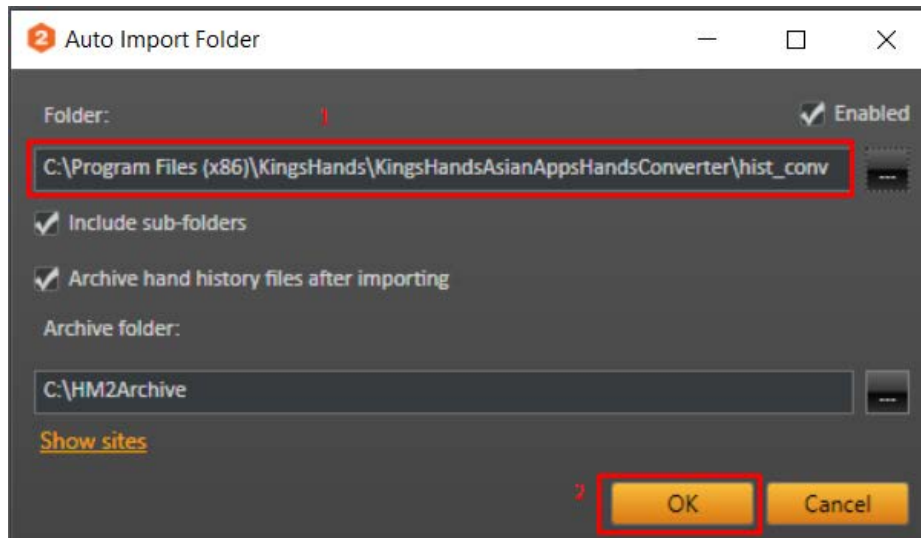 2 Auto Import Folder
Folder: 1 Enabled
C:\Program Files (x86)\KingsHands\KingsHandsAsianAppsHandsConverter\hist_conv ...
Include sub-folders
Archive hand history files after importing
Archive folder:
C:\HM2Archive ...
Show sites
2 OK Cancel